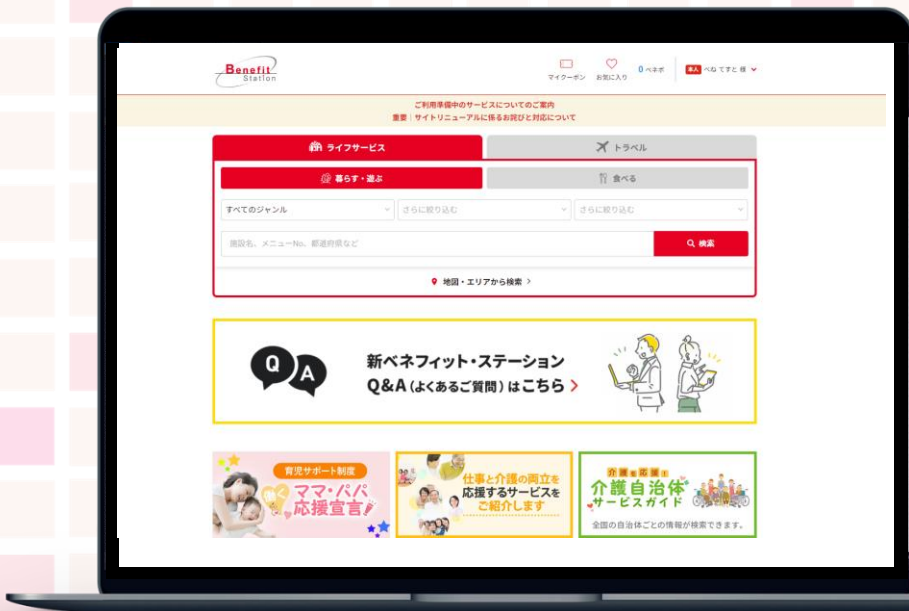 Benefit
Station
マイクーポン
お気に入り
0 ベネポ
本人 べね てすと 様
ご利用準備中のサービスについてのご案内
重要｜サイトリニューアルに係るお詫びと対応について
ライフサービス
トラベル
暮らす・遊ぶ
食べる
すべてのジャンル
さらに絞り込む
さらに絞り込む
施設名、メニューNo、都道府県など
検索
地図・エリアから検索 >
Q A
新ベネフィット・ステーション
Q&A(よくあるご質問)はこちら >
育児サポート制度
働く
ママ・パパ
応援宣言!
仕事と介護の両立を
応援するサービスを
ご紹介します
介護を応援!
介護自治体
サービスガイド
全国の自治体ごとの情報が検索できます。